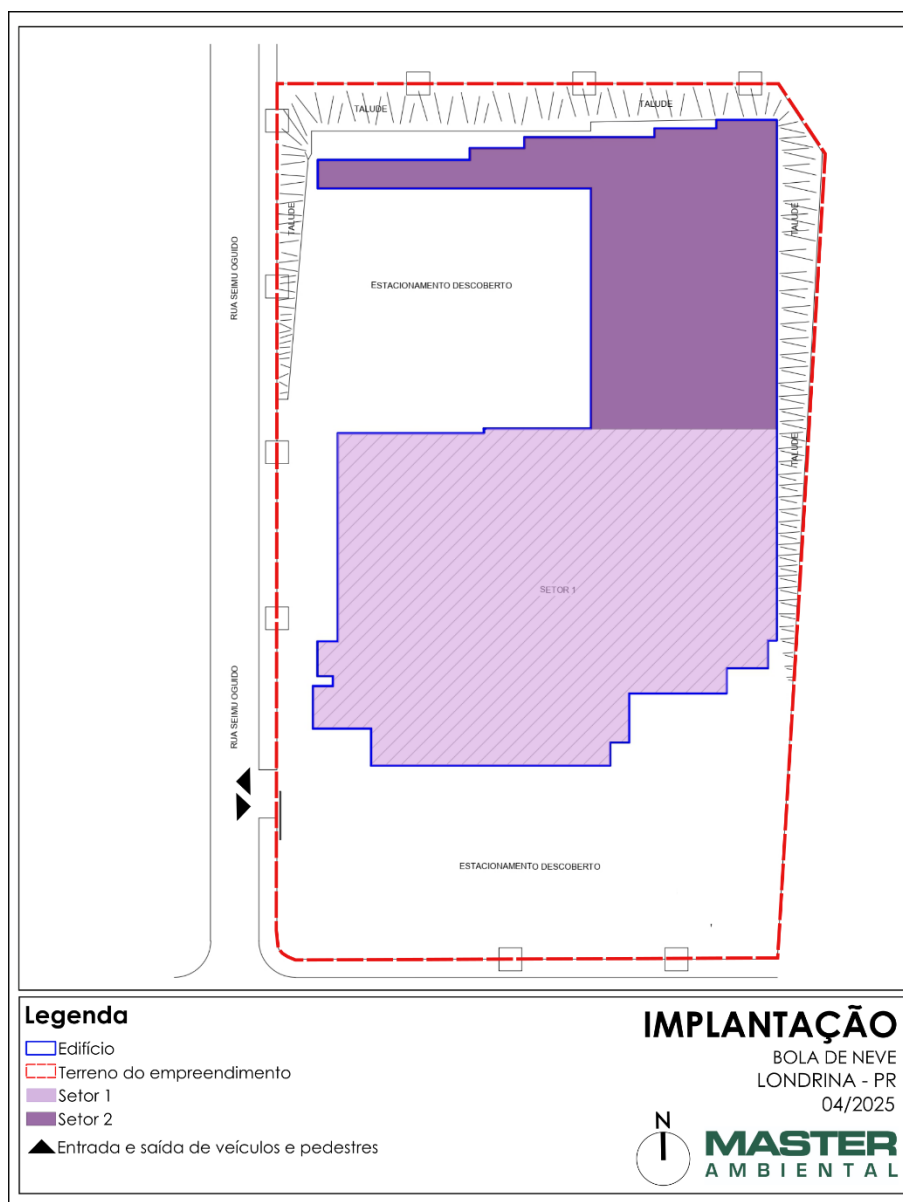 TALUDE
TALUDE
TALUDE
TALUDE
RUA SEIMU OGUIDO
ESTACIONAMENTO DESCOBERTO
TALUDE
SETOR 1
RUA SEIMU OGUIDO
ESTACIONAMENTO DESCOBERTO
Legenda
Edifício
Terreno do empreendimento
Setor 1
Setor 2
Entrada e saída de veículos e pedestres
IMPLANTAÇÃO
BOLA DE NEVE
LONDRINA - PR
04/2025
N
MASTER
AMBIENTAL